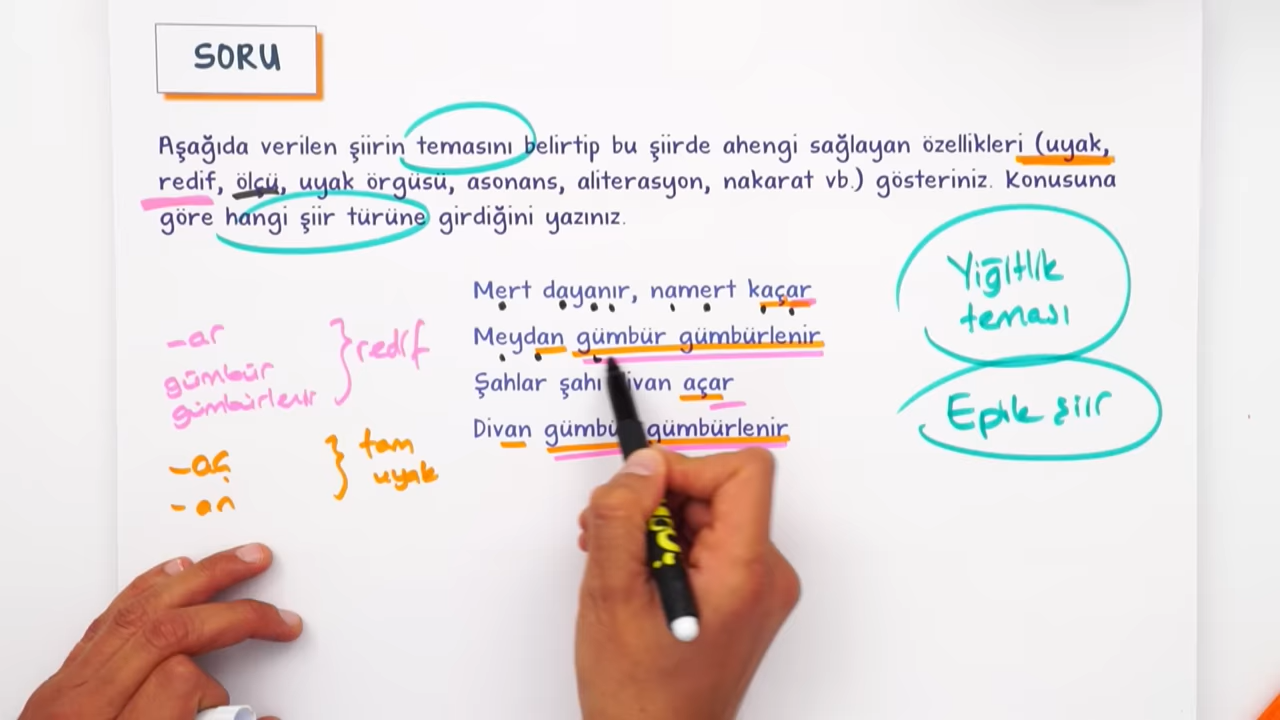 SORU
Aşağıda verilen şiirin temasını belirtip bu şiirde ahengi sağlayan özellikleri (uyak,
redif, ölçü, uyak örgüsü, asonans, aliterasyon, nakarat vb.) gösteriniz. Konusuna
göre hangi şiir türüne girdiğini yazınız.
Mert dayanır, namert kaçar
Meydan gümbür gümbürlenir
Şahlar şahı divan açar
Divan gümbür gümbürlenir
-ar
gümbür
gümbürlenir
} redif
-aç
-an
} tam
uyak
Yiğitlik
teması
Epik şiir